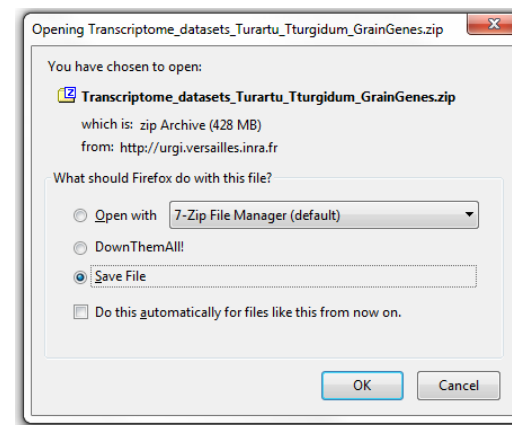 Opening Transcriptome_datasets_Turartu_Tturgidum_GrainGenes.zip
You have chosen to open:
Transcriptome_datasets_Turartu_Tturgidum_GrainGenes.zip
which is: zip Archive (428 MB)
from: http://urgi.versailles.inra.fr
What should Firefox do with this file?
Open with 7-Zip File Manager (default)
DownThemAll!
Save File
Do this automatically for files like this from now on.
OK Cancel